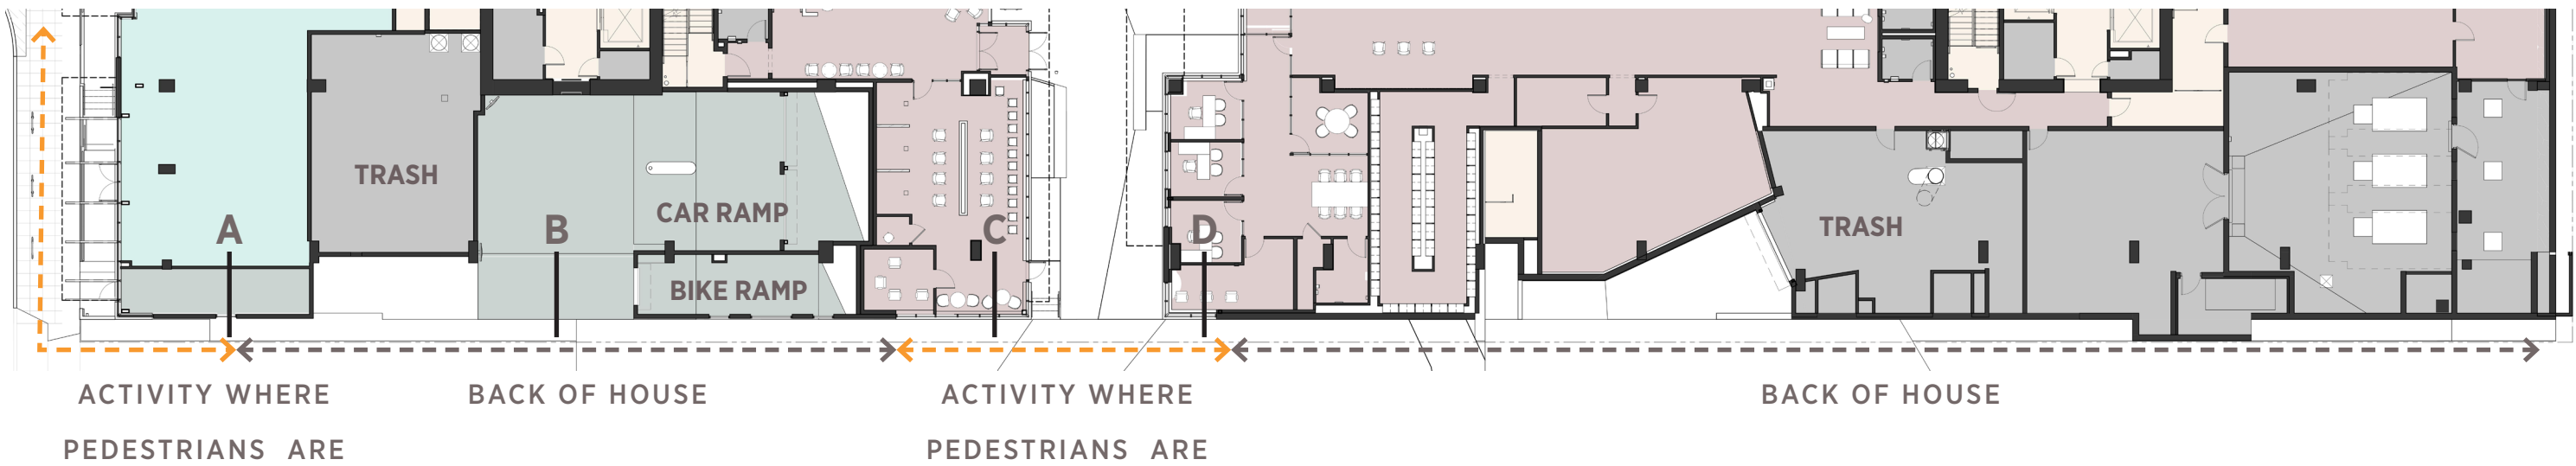 TRASH
A
B
CAR RAMP
BIKE RAMP
C
D
TRASH
ACTIVITY WHERE
PEDESTRIANS ARE
BACK OF HOUSE
ACTIVITY WHERE
PEDESTRIANS ARE
BACK OF HOUSE